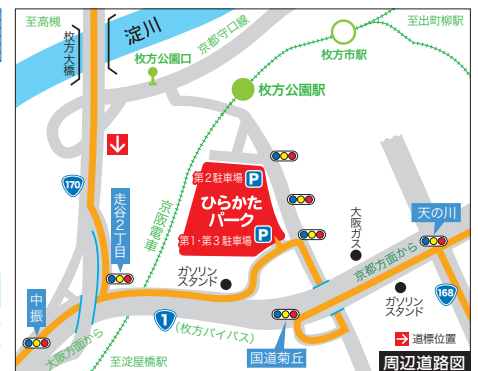 至高槻
枚方大橋
淀川
枚方公園口
京都守口線
至出町柳駅
枚方市駅
枚方公園駅
170
走谷2丁目
京阪電車
第2駐車場 P
ひらかた
パーク
第1・第3駐車場 P
大阪ガス
天の川
京都方面から
ガソリン
スタンド
ガソリン
スタンド
168
中振
大阪方面から
1
(枚方バイパス)
国道菊丘
至淀屋橋駅
道標位置
周辺道路図